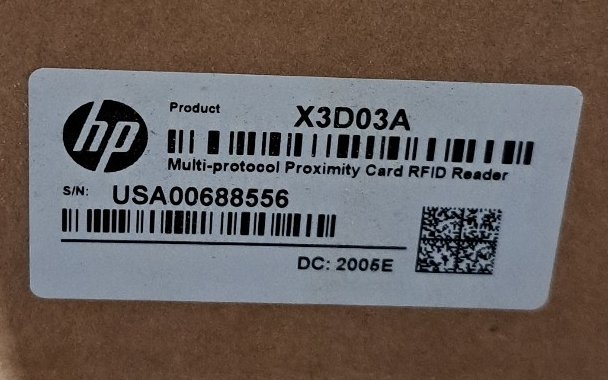 hp
Product X3D03A
Multi-protocol Proximity Card RFID Reader
S/N: USA00688556
DC: 2005E